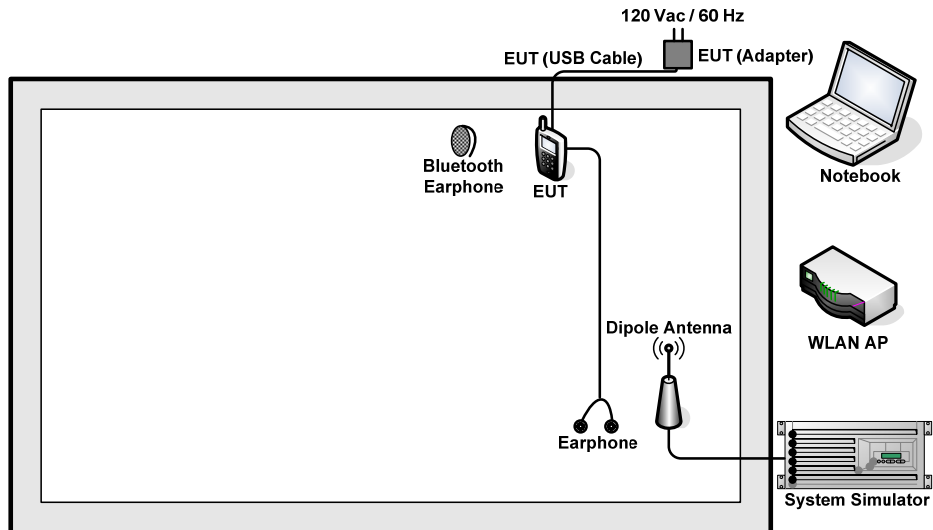 120 Vac / 60 Hz
EUT (USB Cable)
EUT (Adapter)
Bluetooth
Earphone
EUT
Notebook
WLAN AP
Dipole Antenna
Earphone
System Simulator